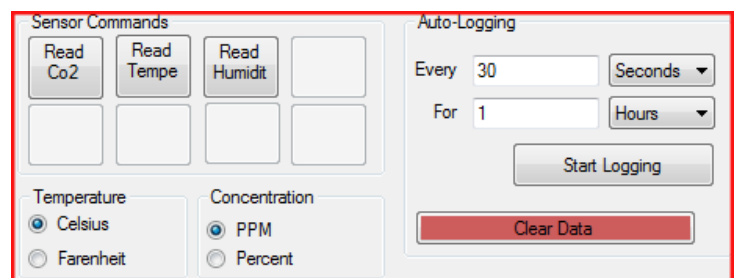 Sensor Commands
Read Co2
Read Tempe
Read Humidit
Temperature
Celsius
Farenheit
Concentration
PPM
Percent
Auto-Logging
Every 30 Seconds
For 1 Hours
Start Logging
Clear Data